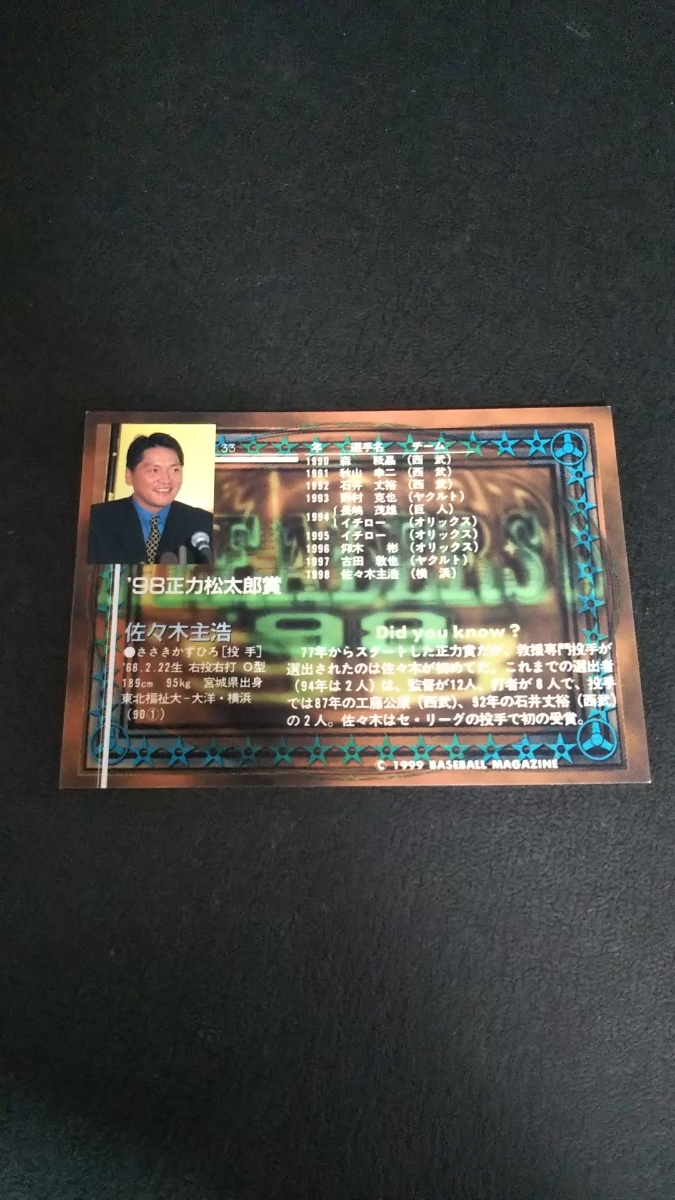 33
年 選手名 チーム
1990 森 祇晶 (西 武)
1991 秋山 幸二 (西 武)
1992 石井 丈裕 (西 武)
1993 野村 克也 (ヤクルト)
1994 { 長嶋 茂雄 (巨 人)
イチロー (オリックス)
1995 イチロー (オリックス)
1996 仰木 彬 (オリックス)
1997 古田 敦也 (ヤクルト)
1998 佐々木主浩 (横 浜)
LEADERS
99
'98正力松太郎賞
佐々木主浩
●ささきかずひろ[投 手]
'68.2.22生 右投右打 O型
189cm 95kg 宮城県出身
東北福祉大−大洋・横浜
(90①)
Did you know?
77年からスタートした正力賞だが、救援専門投手が
選出されたのは佐々木が初めてだ。これまでの選出者
(94年は2人)は、監督が12人、打者が8人で、投手
では87年の工藤公康(西武)、92年の石井丈裕(西武)
の2人。佐々木はセ・リーグの投手で初の受賞。
C 1999 BASEBALL MAGAZINE